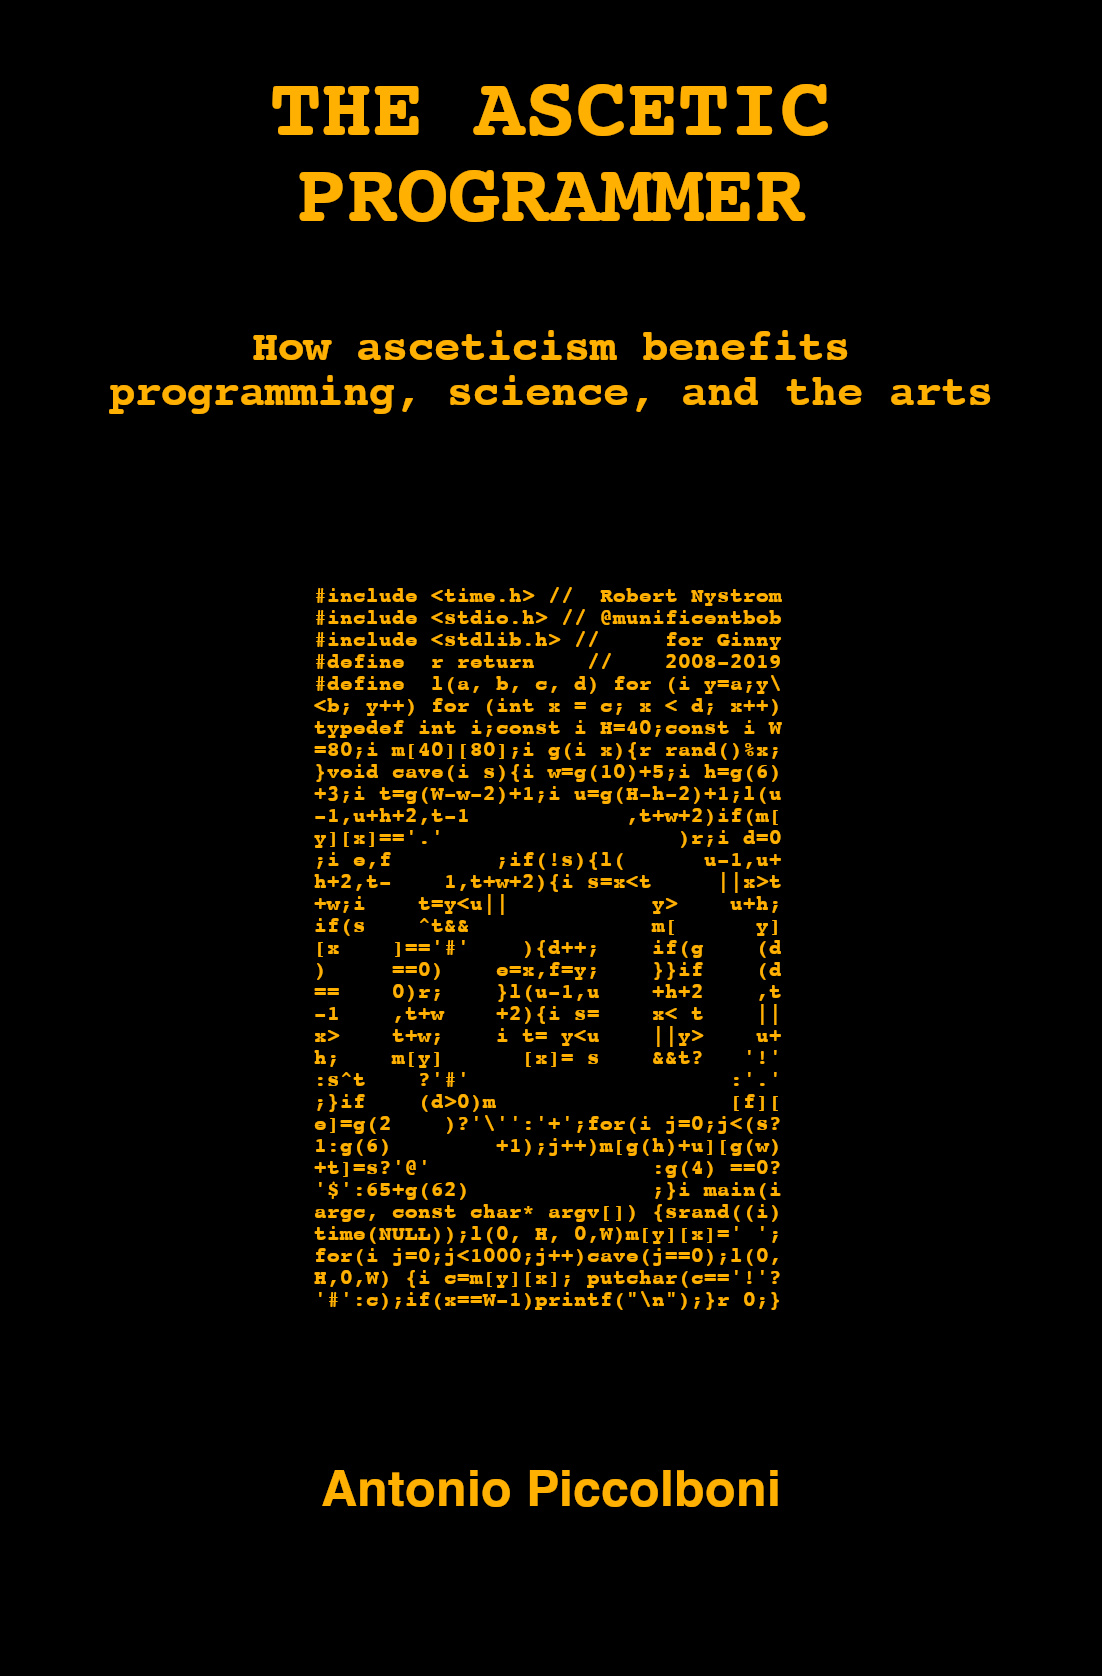 THE ASCETIC
PROGRAMMER
How asceticism benefits
programming, science, and the arts
#include <time.h> //  Robert Nystrom
#include <stdio.h> // @munificentbob
#include <stdlib.h> //     for Ginny
#define  r return    //    2008-2019
#define  l(a, b, c, d) for (i y=a;y\
<b; y++) for (int x = c; x < d; x++)
typedef int i;const i H=40;const i W
=80;i m[40][80];i g(i x){r rand()%x;
}void cave(i s){i w=g(10)+5;i h=g(6)
+3;i t=g(W-w-2)+1;i u=g(H-h-2)+1;l(u
-1,u+h+2,t-1            ,t+w+2)if(m[
y][x]=='.'                  )r;i d=0
;i e,f        ;if(!s){l(      u-1,u+
h+2,t-    1,t+w+2){i s=x<t     ||x>t
+w;i    t=y<u||           y>    u+h;
if(s    ^t&&              m[      y]
[x    ]=='#'    ){d++;    if(g    (d
)     ==0)    e=x,f=y;    }}if    (d
==    0)r;    }l(u-1,u    +h+2    ,t
-1    ,t+w    +2){i s=    x< t    ||
x>    t+w;    i t= y<u    ||y>    u+
h;    m[y]      [x]= s    &&t?   '!'
:s^t    ?'#'                    :'.'
;}if    (d>0)m                  [f][
e]=g(2    )?'\'':'+';for(i j=0;j<(s?
1:g(6)        +1);j++)m[g(h)+u][g(w)
+t]=s?'@'                 :g(4) ==0?
'$':65+g(62)              ;}i main(i
argc, const char* argv[]) {srand((i)
time(NULL));l(0, H, 0,W)m[y][x]=' ';
for(i j=0;j<1000;j++)cave(j==0);l(0,
H,0,W) {i c=m[y][x]; putchar(c=='!'?
'#':c);if(x==W-1)printf("\n");}r 0;}
Antonio Piccolboni